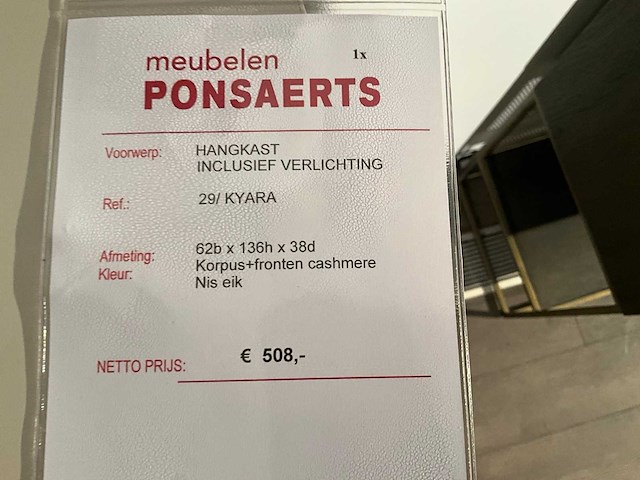 meubelen 1x
PONSAERTS
Voorwerp: HANGKAST
INCLUSIEF VERLICHTING
Ref.: 29/ KYARA
Afmeting: 62b x 136h x 38d
Kleur: Korpus+fronten cashmere
Nis eik
NETTO PRIJS: € 508,-